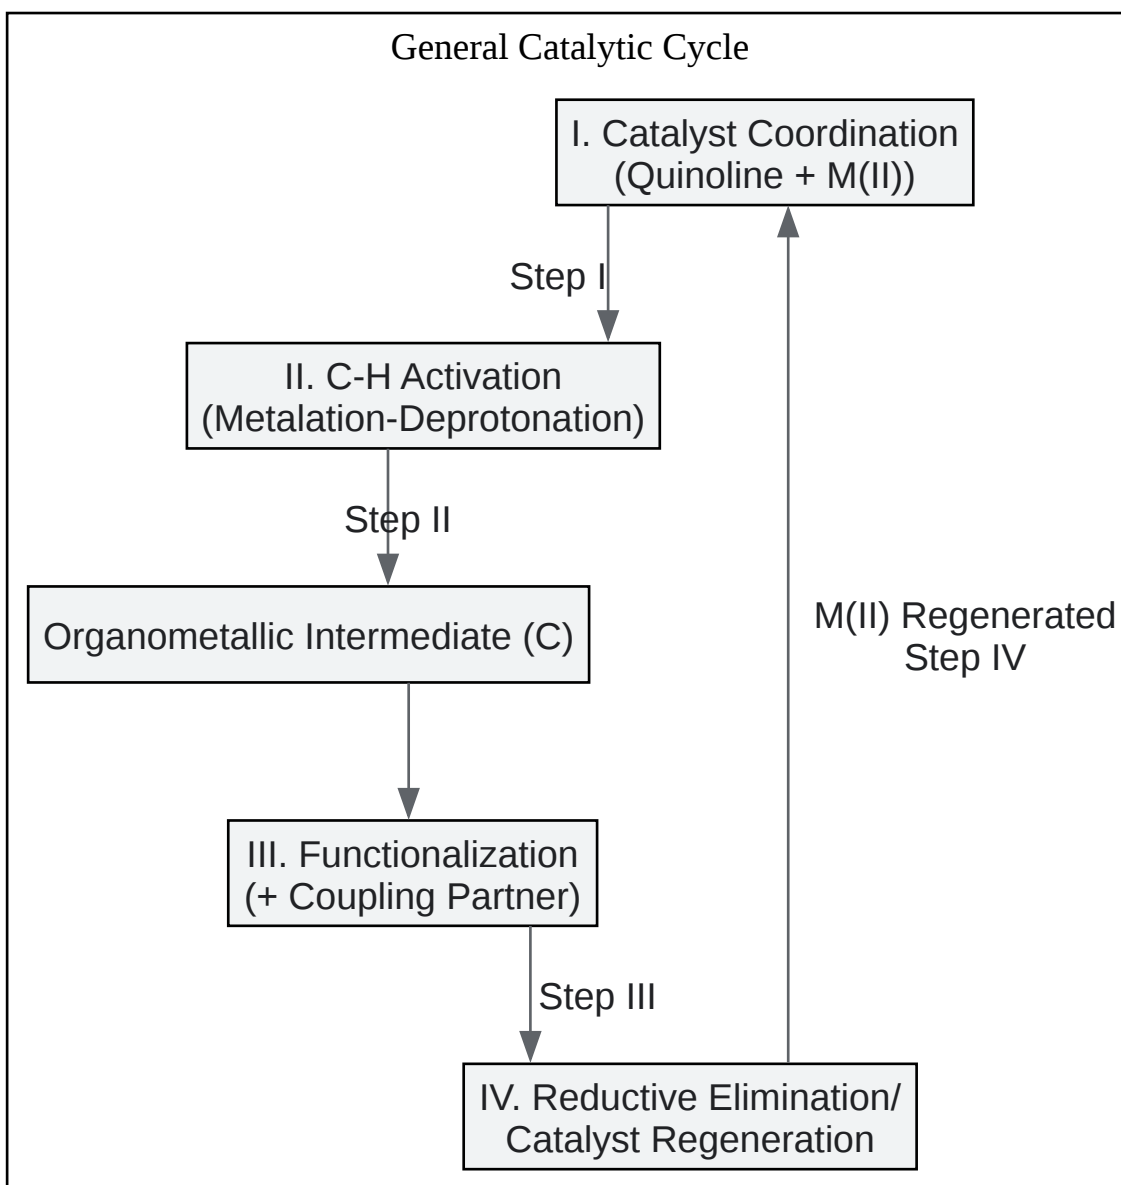 General Catalytic Cycle
I. Catalyst Coordination
(Quinoline + M(II))
Step I
II. C-H Activation
(Metalation-Deprotonation)
Step II
Organometallic Intermediate (C)
M(II) Regenerated
Step IV
III. Functionalization
(+ Coupling Partner)
Step III
IV. Reductive Elimination/
Catalyst Regeneration